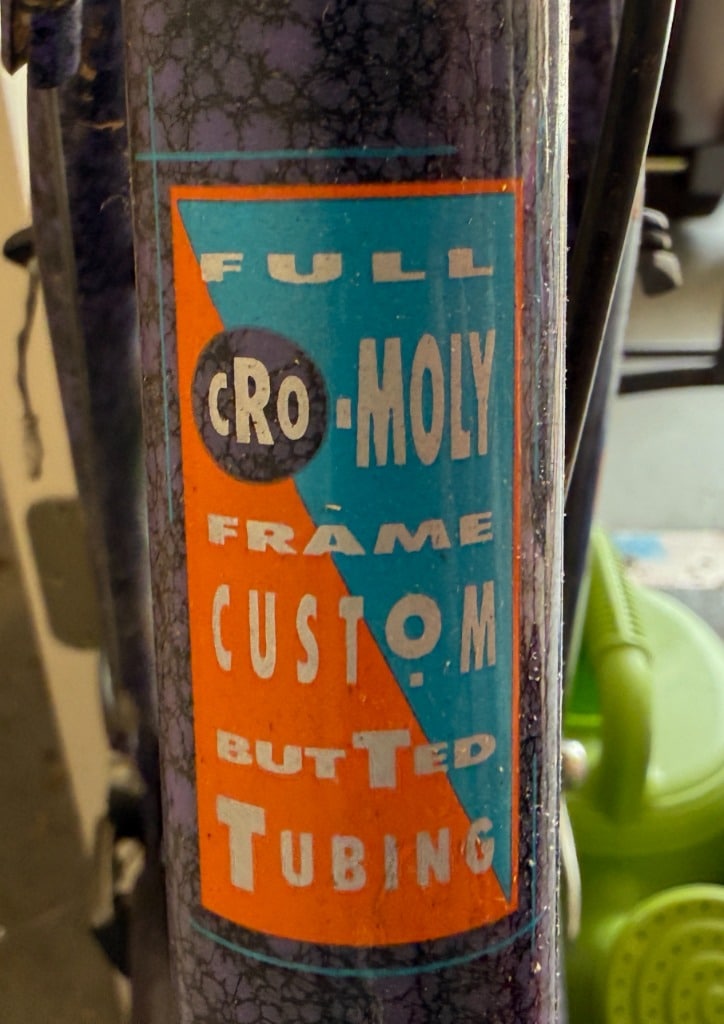 FULL
CRO-MOLY
FRAME
CUSTOM
BUTTED
TUBING